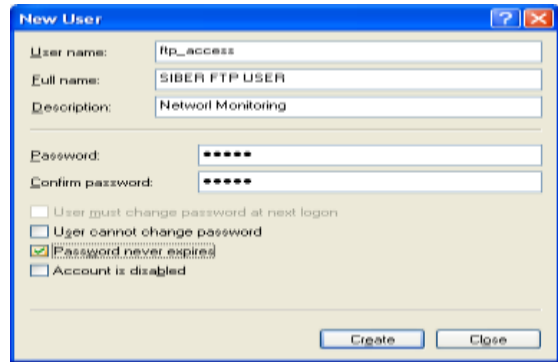 New User
User name: ftp_access
Full name: SIBER FTP USER
Description: Networl Monitoring
Password: •••••
Confirm password: •••••
User must change password at next logon
User cannot change password
Password never expires
Account is disabled
Create Close